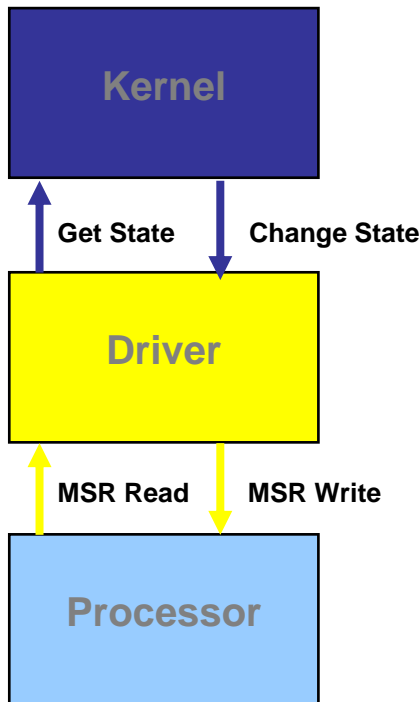 Kernel
Get State
Change State
Driver
MSR Read
MSR Write
Processor